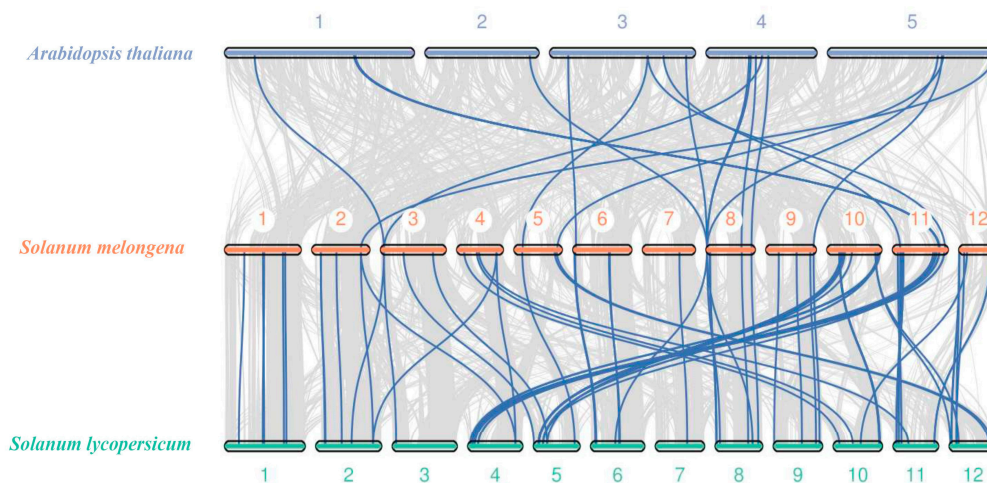 1 2 3 4 5
Arabidopsis thaliana
1 2 3 4 5 6 7 8 9 10 11 12
Solanum melongena
Solanum lycopersicum
1 2 3 4 5 6 7 8 9 10 11 12